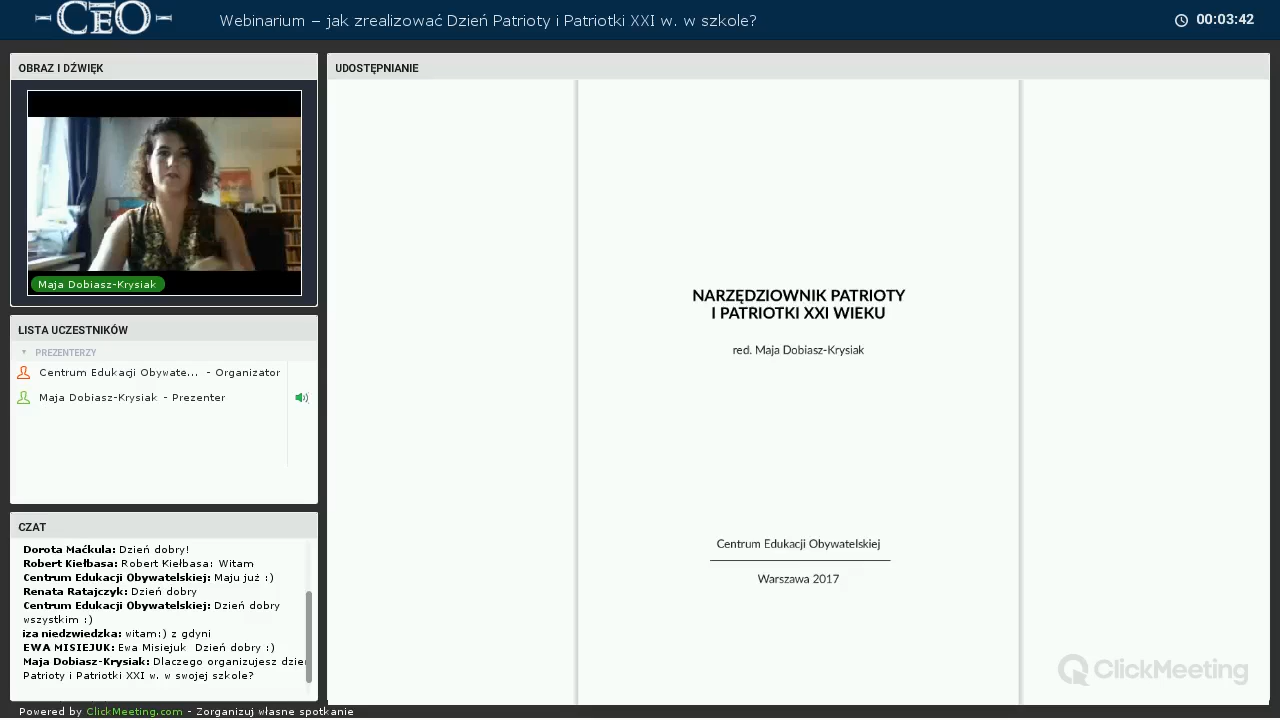 CEO
Webinarium – jak zrealizować Dzień Patrioty i Patriotki XXI w. w szkole?
00:03:42
OBRAZ I DŹWIĘK
Maja Dobiasz-Krysiak
LISTA UCZESTNIKÓW
PREZENTERZY
Centrum Edukacji Obywate... - Organizator
Maja Dobiasz-Krysiak - Prezenter
CZAT
Dorota Maćkula: Dzień dobry!
Robert Kiełbasa: Robert Kiełbasa: Witam
Centrum Edukacji Obywatelskiej: Maju już :)
Renata Ratajczyk: Dzień dobry
Centrum Edukacji Obywatelskiej: Dzień dobry
wszystkim :)
iza niedzwiedzka: witam:) z gdyni
EWA MISIEJUK: Ewa Misiejuk Dzień dobry :)
Maja Dobiasz-Krysiak: Dlaczego organizujesz dzień
Patrioty i Patriotki XXI w. w swojej szkole?
UDOSTĘPNIANIE
NARZĘDZIOWNIK PATRIOTY
I PATRIOTKI XXI WIEKU
red. Maja Dobiasz-Krysiak
Centrum Edukacji Obywatelskiej
Warszawa 2017
ClickMeeting
Powered by ClickMeeting.com - Zorganizuj własne spotkanie